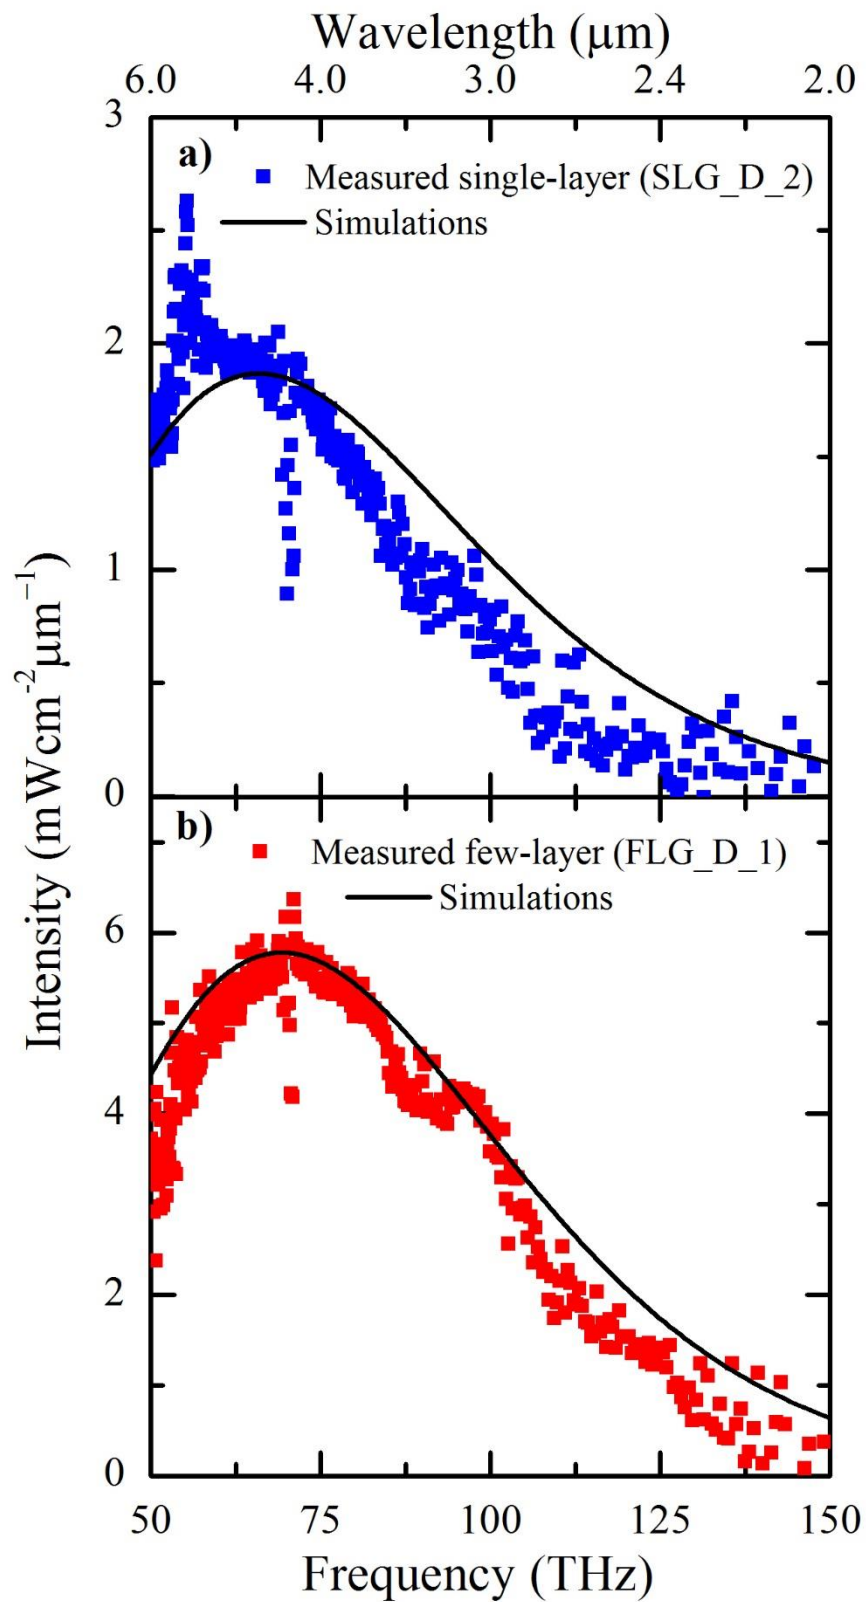 Wavelength (μm)
6.0 4.0 3.0 2.4 2.0
3
a)
Measured single-layer (SLG_D_2)
Simulations
2
1
0
Intensity (mWcm⁻²μm⁻¹)
b)
Measured few-layer (FLG_D_1)
Simulations
6
4
2
0
50 75 100 125 150
Frequency (THz)